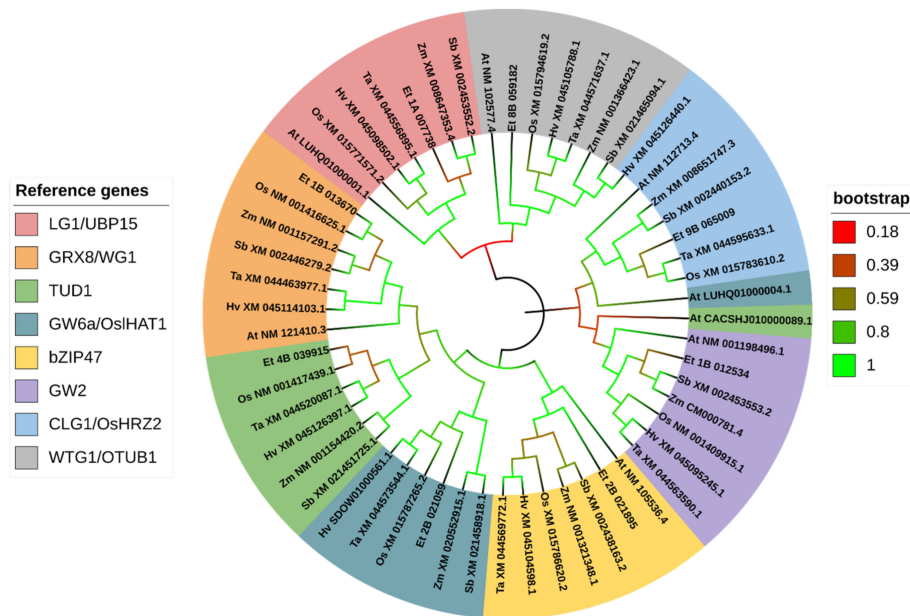 Reference genes
LG1/UBP15
GRX8/WG1
TUD1
GW6a/OslHAT1
bZIP47
GW2
CLG1/OsHRZ2
WTG1/OTUB1
bootstrap
0.18
0.39
0.59
0.8
1
At NM 102577.4
Et 8B 059182
Os XM 015794619.2
Hv XM 045105788.1
Ta XM 044571637.1
Zm NM 001366423.1
Sb XM 021465094.1
Hv XM 045126440.1
At NM 112713.4
Zm XM 008651747.3
Sb XM 002440153.2
Et 9B 065009
Ta XM 044595633.1
Os XM 015783610.2
At LUHQ01000004.1
At CACSHJ010000089.1
At NM 001198496.1
Et 1B 012534
Sb XM 002453553.2
Zm CM000781.4
Os NM 001409915.1
Hv XM 045095245.1
Ta XM 044563590.1
At NM 105536.4
Et 2B 021895
Sb XM 002438163.2
Zm NM 001321348.1
Os XM 015786620.2
Hv XM 045104598.1
Ta XM 044569772.1
Sb XM 021458918.1
Zm XM 020552915.1
Et 2B 021059
Os XM 015787265.2
Ta XM 044573544.1
Hv SDOW01000561.1
Sb XM 021451725.1
Zm NM 001154420.2
Hv XM 045126397.1
Ta XM 044520087.1
Os NM 001417439.1
Et 4B 039915
At NM 121410.3
Hv XM 045114103.1
Ta XM 044463977.1
Sb XM 002446279.2
Zm NM 001157291.2
Os NM 001416625.1
Et 1B 013670
At LUHQ01000001.1
Os XM 015771571.2
Hv XM 045098502.1
Ta XM 044556895.1
Et 1A 007738
Zm XM 008647353.4
Sb XM 002453552.2